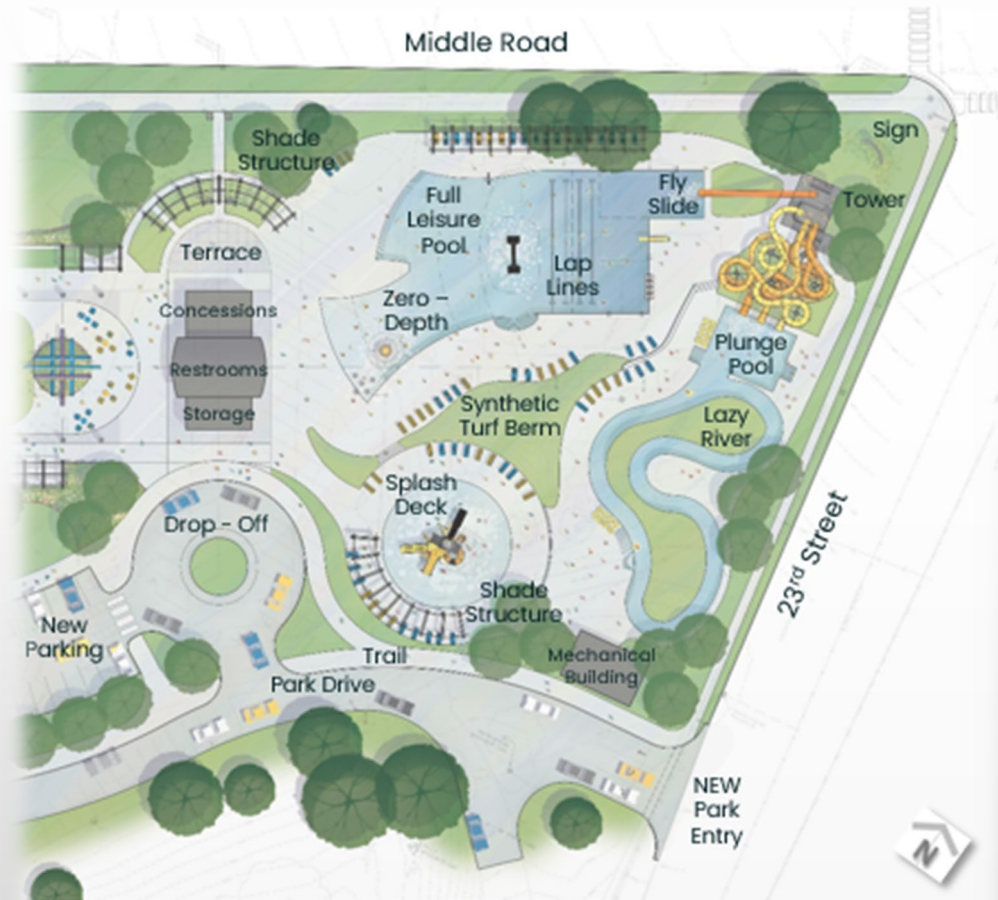 Middle Road
Sign
Shade
Structure
Full
Leisure
Pool
Fly
Slide
Tower
Terrace
Lap
Lines
Concessions
Zero –
Depth
Plunge
Pool
Restrooms
Storage
Synthetic
Turf Berm
Lazy
River
Splash
Deck
Drop - Off
23rd Street
Shade
Structure
New
Parking
Trail
Mechanical
Building
Park Drive
NEW
Park
Entry
N